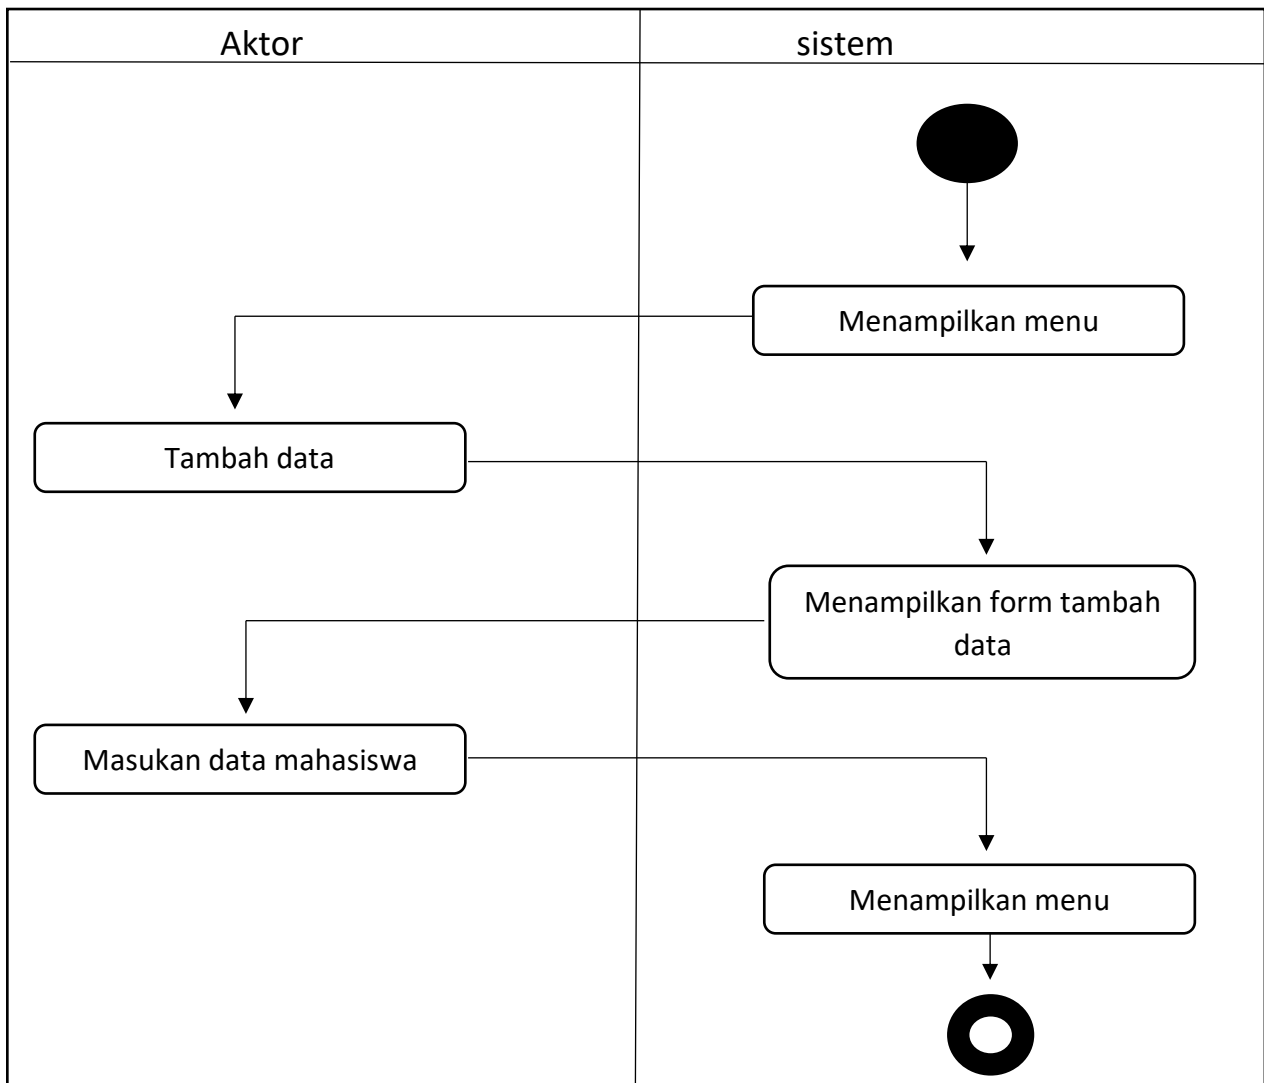 Aktor
sistem
Menampilkan menu
Tambah data
Menampilkan form tambah
data
Masukan data mahasiswa
Menampilkan menu